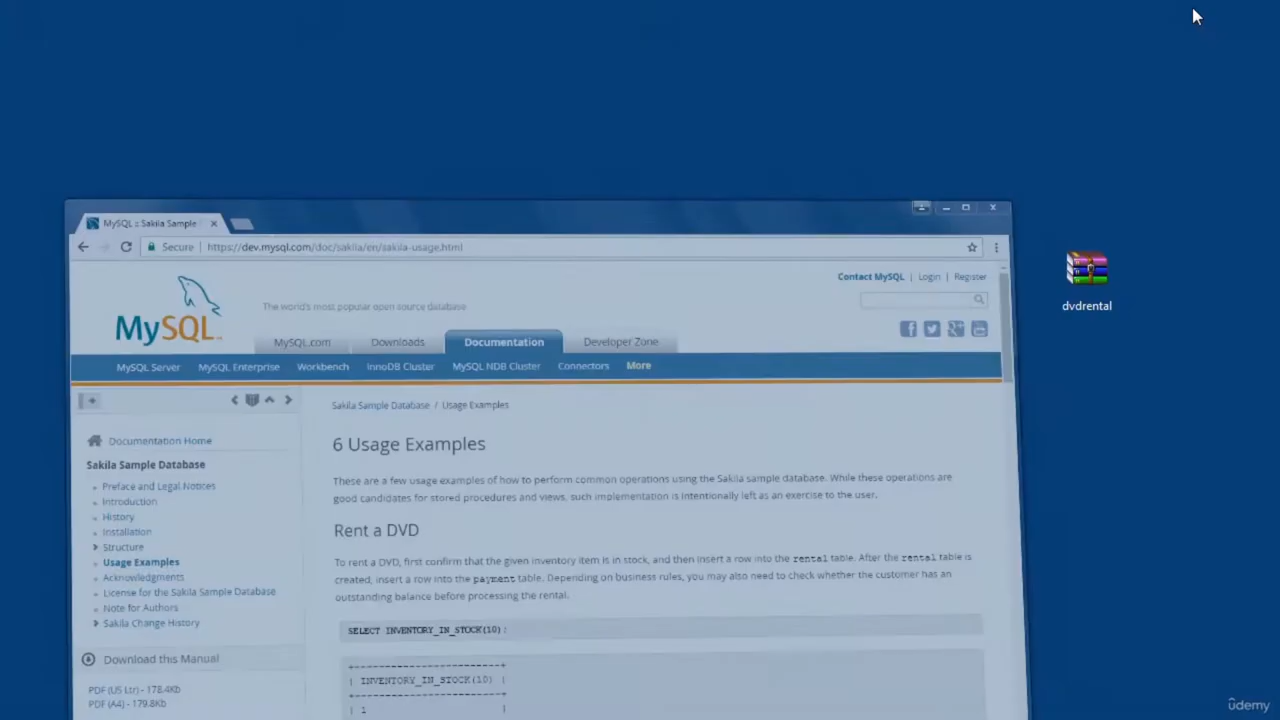 MySQL :: Sakila Sample
Secure | https://dev.mysql.com/doc/sakila/en/sakila-usage.html
Contact MySQL | Login | Register
MySQL
The world's most popular open source database
MySQL.com Downloads Documentation Developer Zone
MySQL Server MySQL Enterprise Workbench InnoDB Cluster MySQL NDB Cluster Connectors More
Documentation Home
Sakila Sample Database
Preface and Legal Notices
Introduction
History
Installation
Structure
Usage Examples
Acknowledgments
License for the Sakila Sample Database
Note for Authors
Sakila Change History
Download this Manual
PDF (US Ltr) - 178.4Kb
PDF (A4) - 179.8Kb
Sakila Sample Database / Usage Examples
6 Usage Examples
These are a few usage examples of how to perform common operations using the Sakila sample database. While these operations are
good candidates for stored procedures and views, such implementation is intentionally left as an exercise to the user.
Rent a DVD
To rent a DVD, first confirm that the given inventory item is in stock, and then insert a row into the rental table. After the rental table is
created, insert a row into the payment table. Depending on business rules, you may also need to check whether the customer has an
outstanding balance before processing the rental.
SELECT INVENTORY_IN_STOCK(10);
+------------------------+
| INVENTORY_IN_STOCK(10) |
+------------------------+
| 1 |
dvdrental
ûdemy